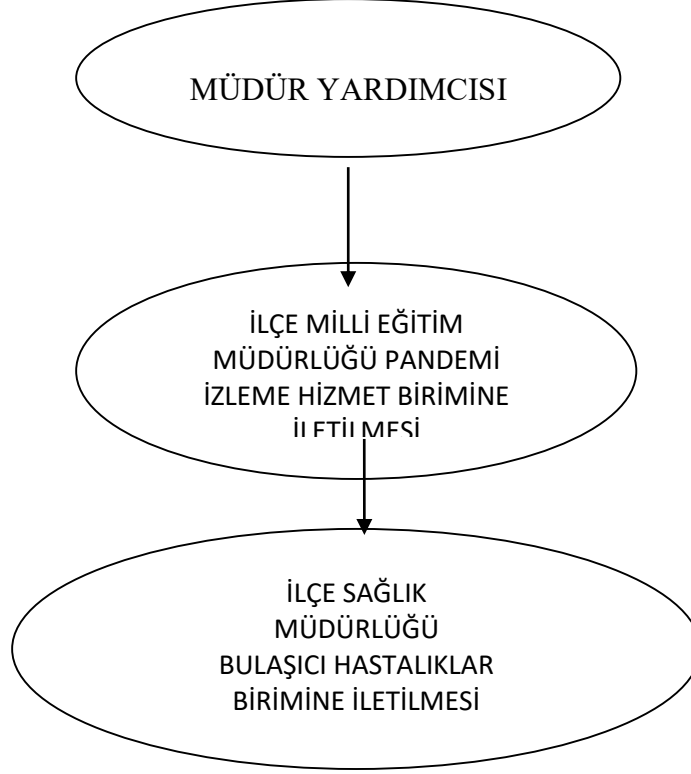 MÜDÜR YARDIMCISI
İLÇE MİLLİ EĞİTİM
MÜDÜRLÜĞÜ PANDEMİ
İZLEME HİZMET BİRİMİNE
İLETİLMESİ
İLÇE SAĞLIK
MÜDÜRLÜĞÜ
BULAŞICI HASTALIKLAR
BİRİMİNE İLETİLMESİ